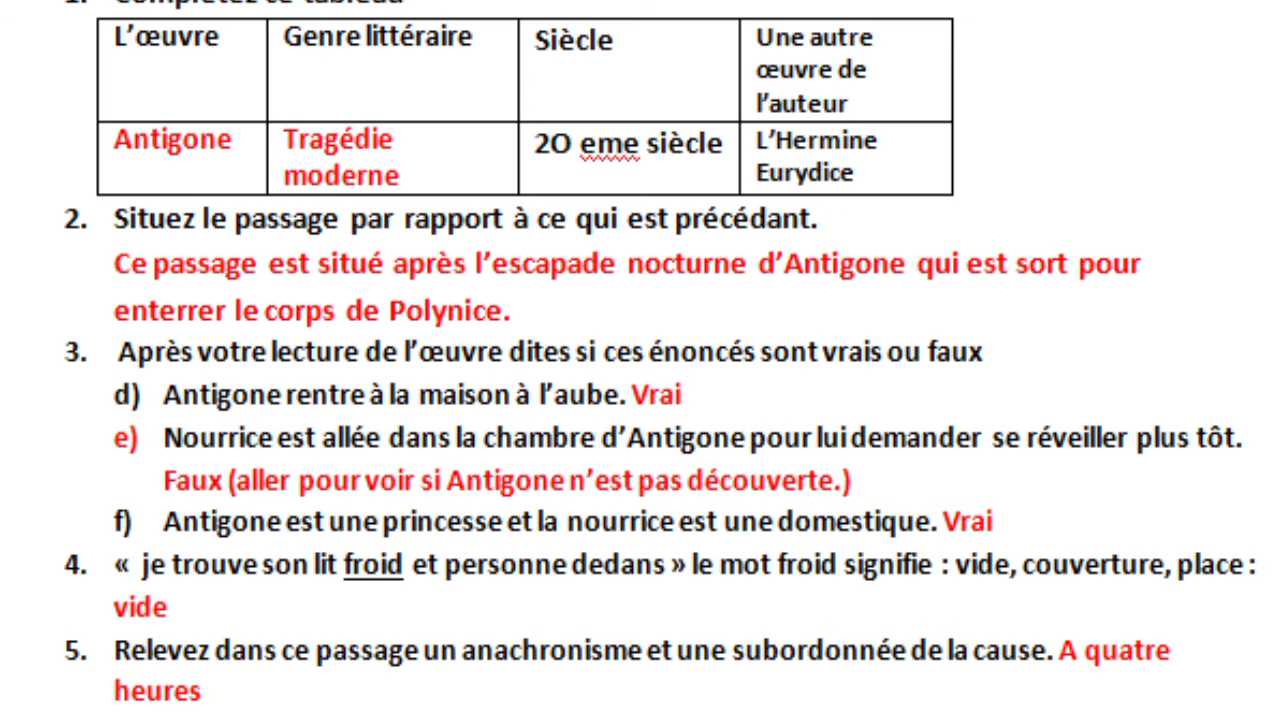 1. Complétez ce tableau
L'œuvre Genre littéraire Siècle Une autre œuvre de l'auteur
Antigone Tragédie moderne 2O eme siècle L'Hermine Eurydice
2. Situez le passage par rapport à ce qui est précédant.
Ce passage est situé après l'escapade nocturne d'Antigone qui est sort pour
enterrer le corps de Polynice.
3. Après votre lecture de l'œuvre dites si ces énoncés sont vrais ou faux
d) Antigone rentre à la maison à l'aube. Vrai
e) Nourrice est allée dans la chambre d'Antigone pour lui demander se réveiller plus tôt.
Faux (aller pour voir si Antigone n'est pas découverte.)
f) Antigone est une princesse et la nourrice est une domestique. Vrai
4. « je trouve son lit froid et personne dedans » le mot froid signifie : vide, couverture, place :
vide
5. Relevez dans ce passage un anachronisme et une subordonnée de la cause. A quatre
heures